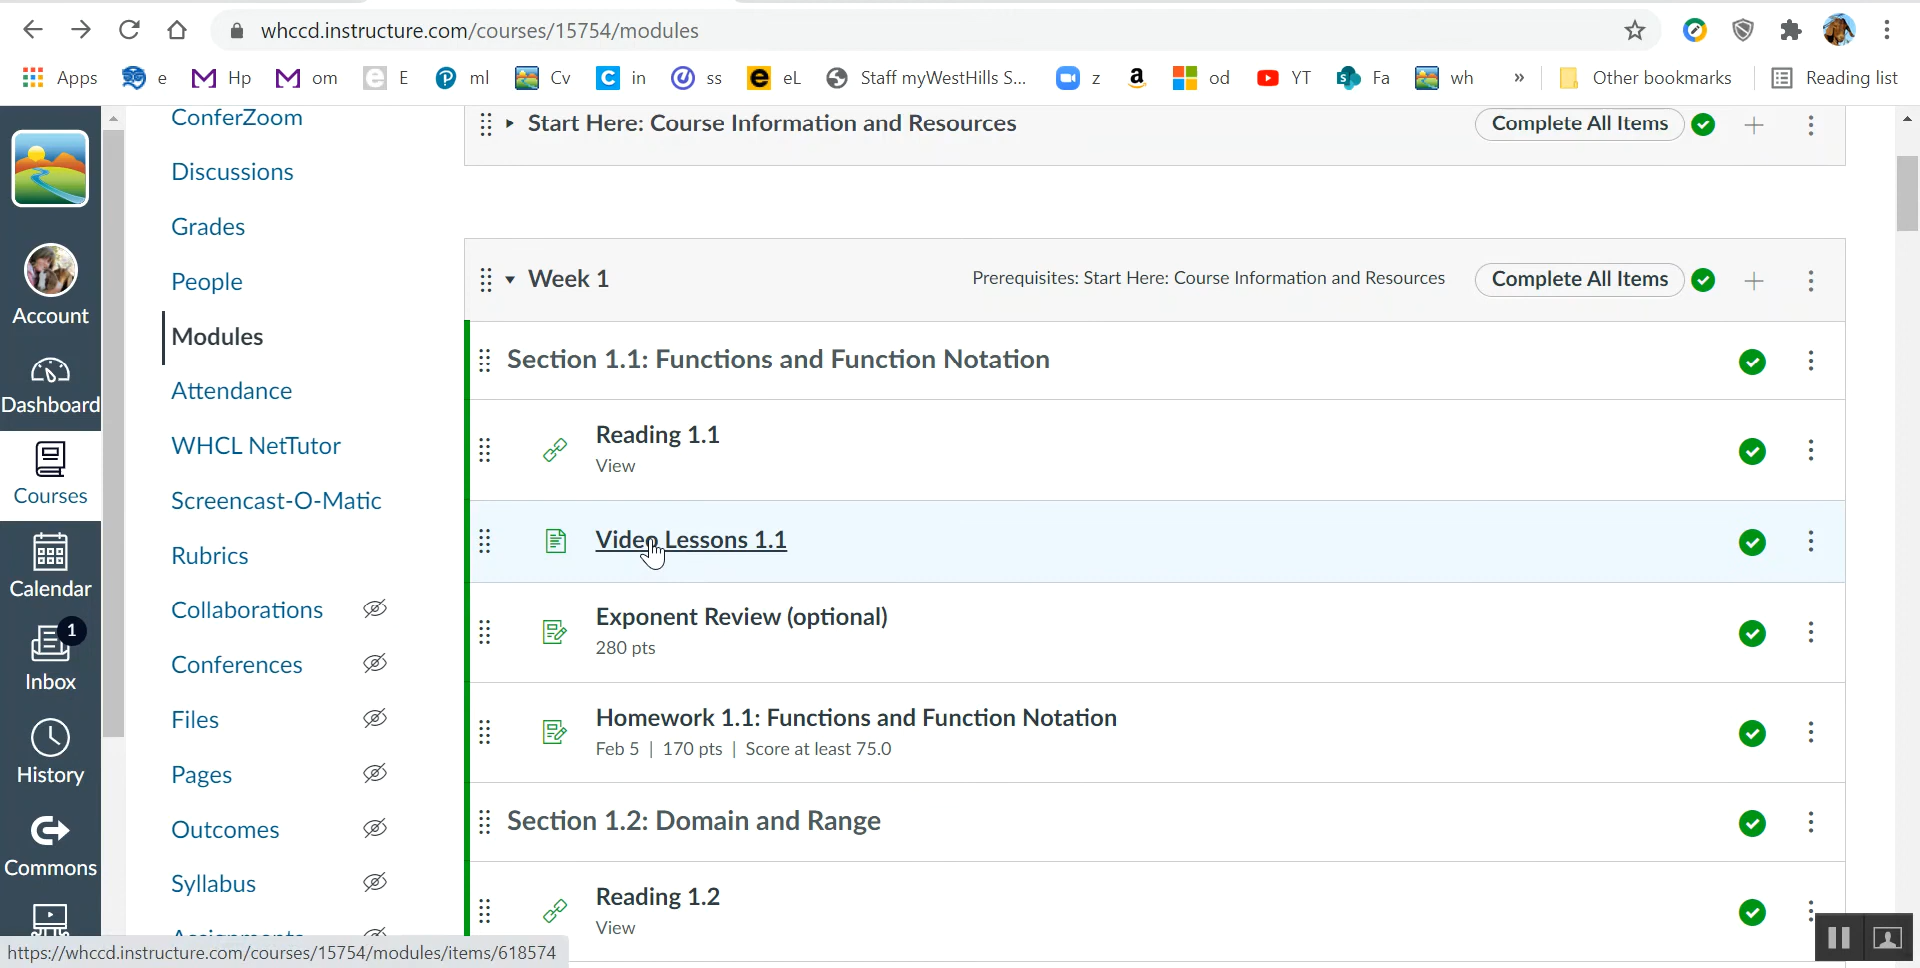 whccd.instructure.com/courses/15754/modules
Apps
e
Hp
om
E
ml
Cv
in
ss
eL
Staff myWestHills S...
z
od
YT
Fa
wh
»
Other bookmarks
Reading list
Account
Dashboard
Courses
Calendar
1
Inbox
History
Commons
ConferZoom
Discussions
Grades
People
Modules
Attendance
WHCL NetTutor
Screencast-O-Matic
Rubrics
Collaborations
Conferences
Files
Pages
Outcomes
Syllabus
Assignments
Start Here: Course Information and Resources
Complete All Items
Week 1
Prerequisites: Start Here: Course Information and Resources
Complete All Items
Section 1.1: Functions and Function Notation
Reading 1.1
View
Video Lessons 1.1
Exponent Review (optional)
280 pts
Homework 1.1: Functions and Function Notation
Feb 5 | 170 pts | Score at least 75.0
Section 1.2: Domain and Range
Reading 1.2
View
https://whccd.instructure.com/courses/15754/modules/items/618574